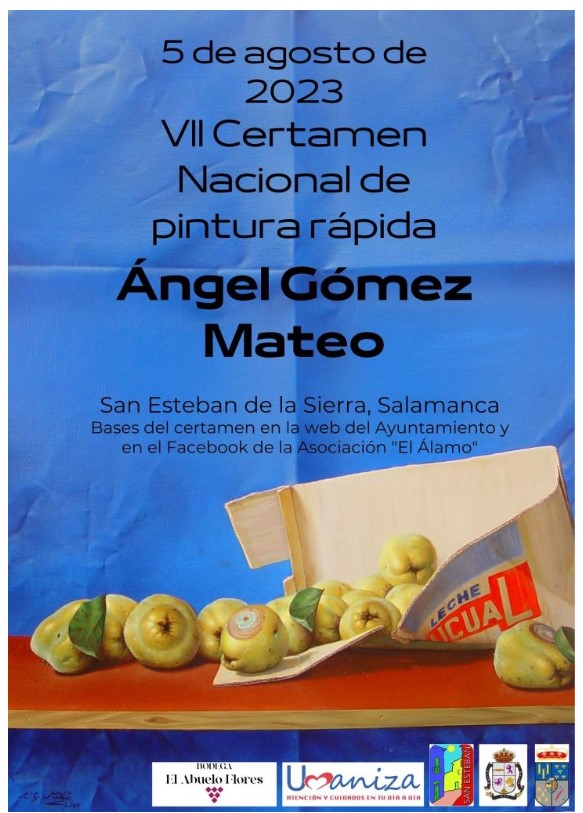 5 de agosto de
2023
VII Certamen
Nacional de
pintura rápida
Ángel Gómez
Mateo
San Esteban de la Sierra, Salamanca
Bases del certamen en la web del Ayuntamiento y
en el Facebook de la Asociación "El Álamo"
LECHE
UCUAL
BODEGA
El Abuelo Flores
Umaniza
ATENCIÓN Y CUIDADOS EN TU DÍA A DÍA
SAN ESTEBAN